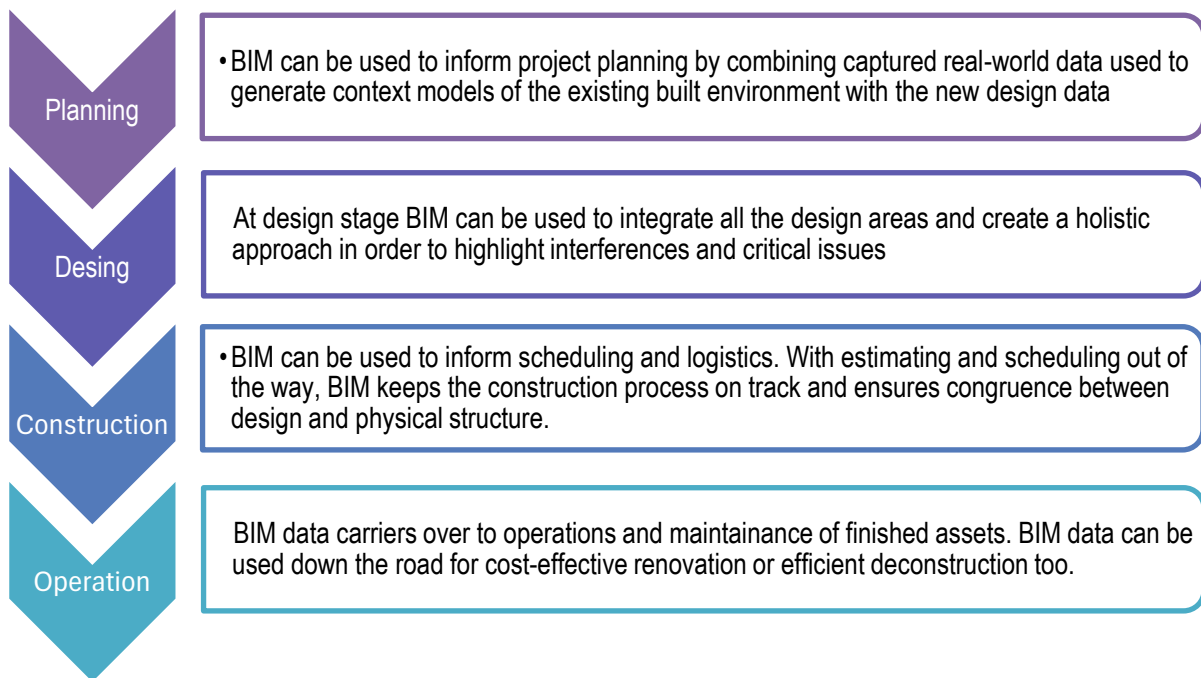 Planning
•BIM can be used to inform project planning by combining captured real-world data used to
generate context models of the existing built environment with the new design data
Desing
At design stage BIM can be used to integrate all the design areas and create a holistic
approach in order to highlight interferences and critical issues
Construction
•BIM can be used to inform scheduling and logistics. With estimating and scheduling out of
the way, BIM keeps the construction process on track and ensures congruence between
design and physical structure.
Operation
BIM data carriers over to operations and maintainance of finished assets. BIM data can be
used down the road for cost-effective renovation or efficient deconstruction too.